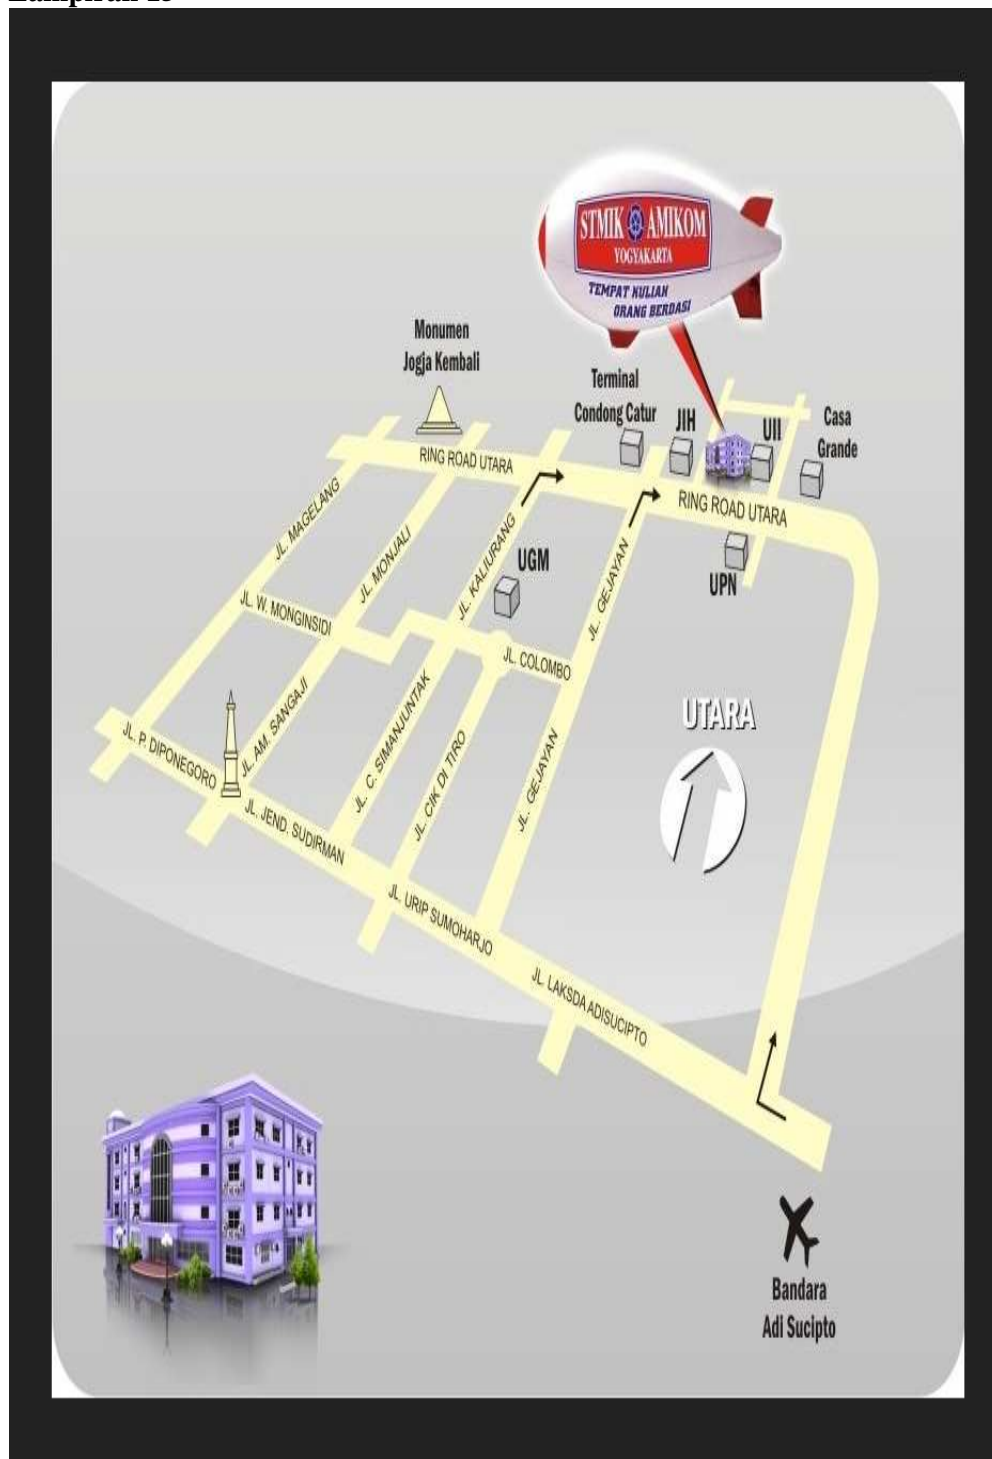 STMIK AMIKOM
YOGYAKARTA
TEMPAT KULIAH
ORANG BERDASI
Monumen
Jogja Kembali
Terminal
Condong Catur
JIH
UII
Casa
Grande
RING ROAD UTARA
RING ROAD UTARA
JL. MAGELANG
JL. MONJALI
JL. KALIURANG
JL. GEJAYAN
UGM
UPN
JL. W. MONGINSIDI
JL. COLOMBO
JL. P. DIPONEGORO
JL. AM. SANGAJI
JL. C. SIMANJUNTAK
JL. CIK DI TIRO
JL. GEJAYAN
UTARA
JL. JEND. SUDIRMAN
JL. URIP SUMOHARJO
JL. LAKSDA ADISUCIPTO
Bandara
Adi Sucipto